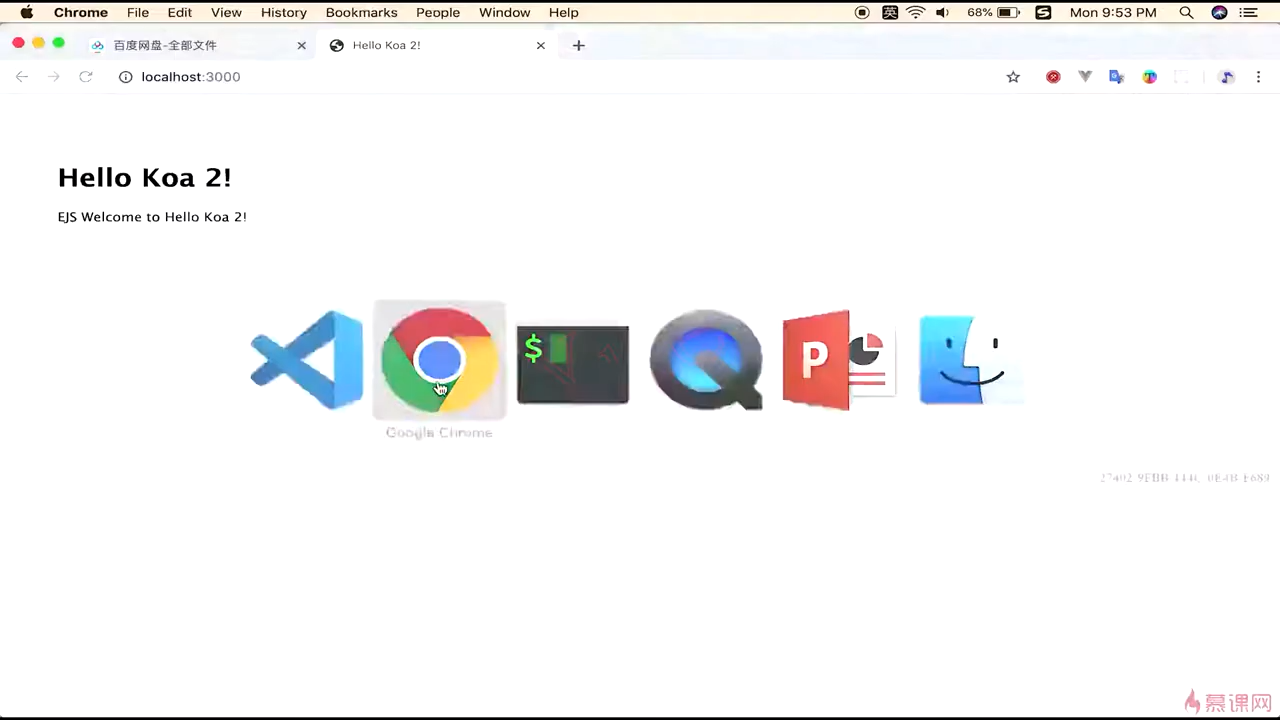 Chrome File Edit View History Bookmarks People Window Help 英 68% Mon 9:53 PM
百度网盘-全部文件 Hello Koa 2!
localhost:3000
Hello Koa 2!
EJS Welcome to Hello Koa 2!
$
P
Google Chrome
慕课网